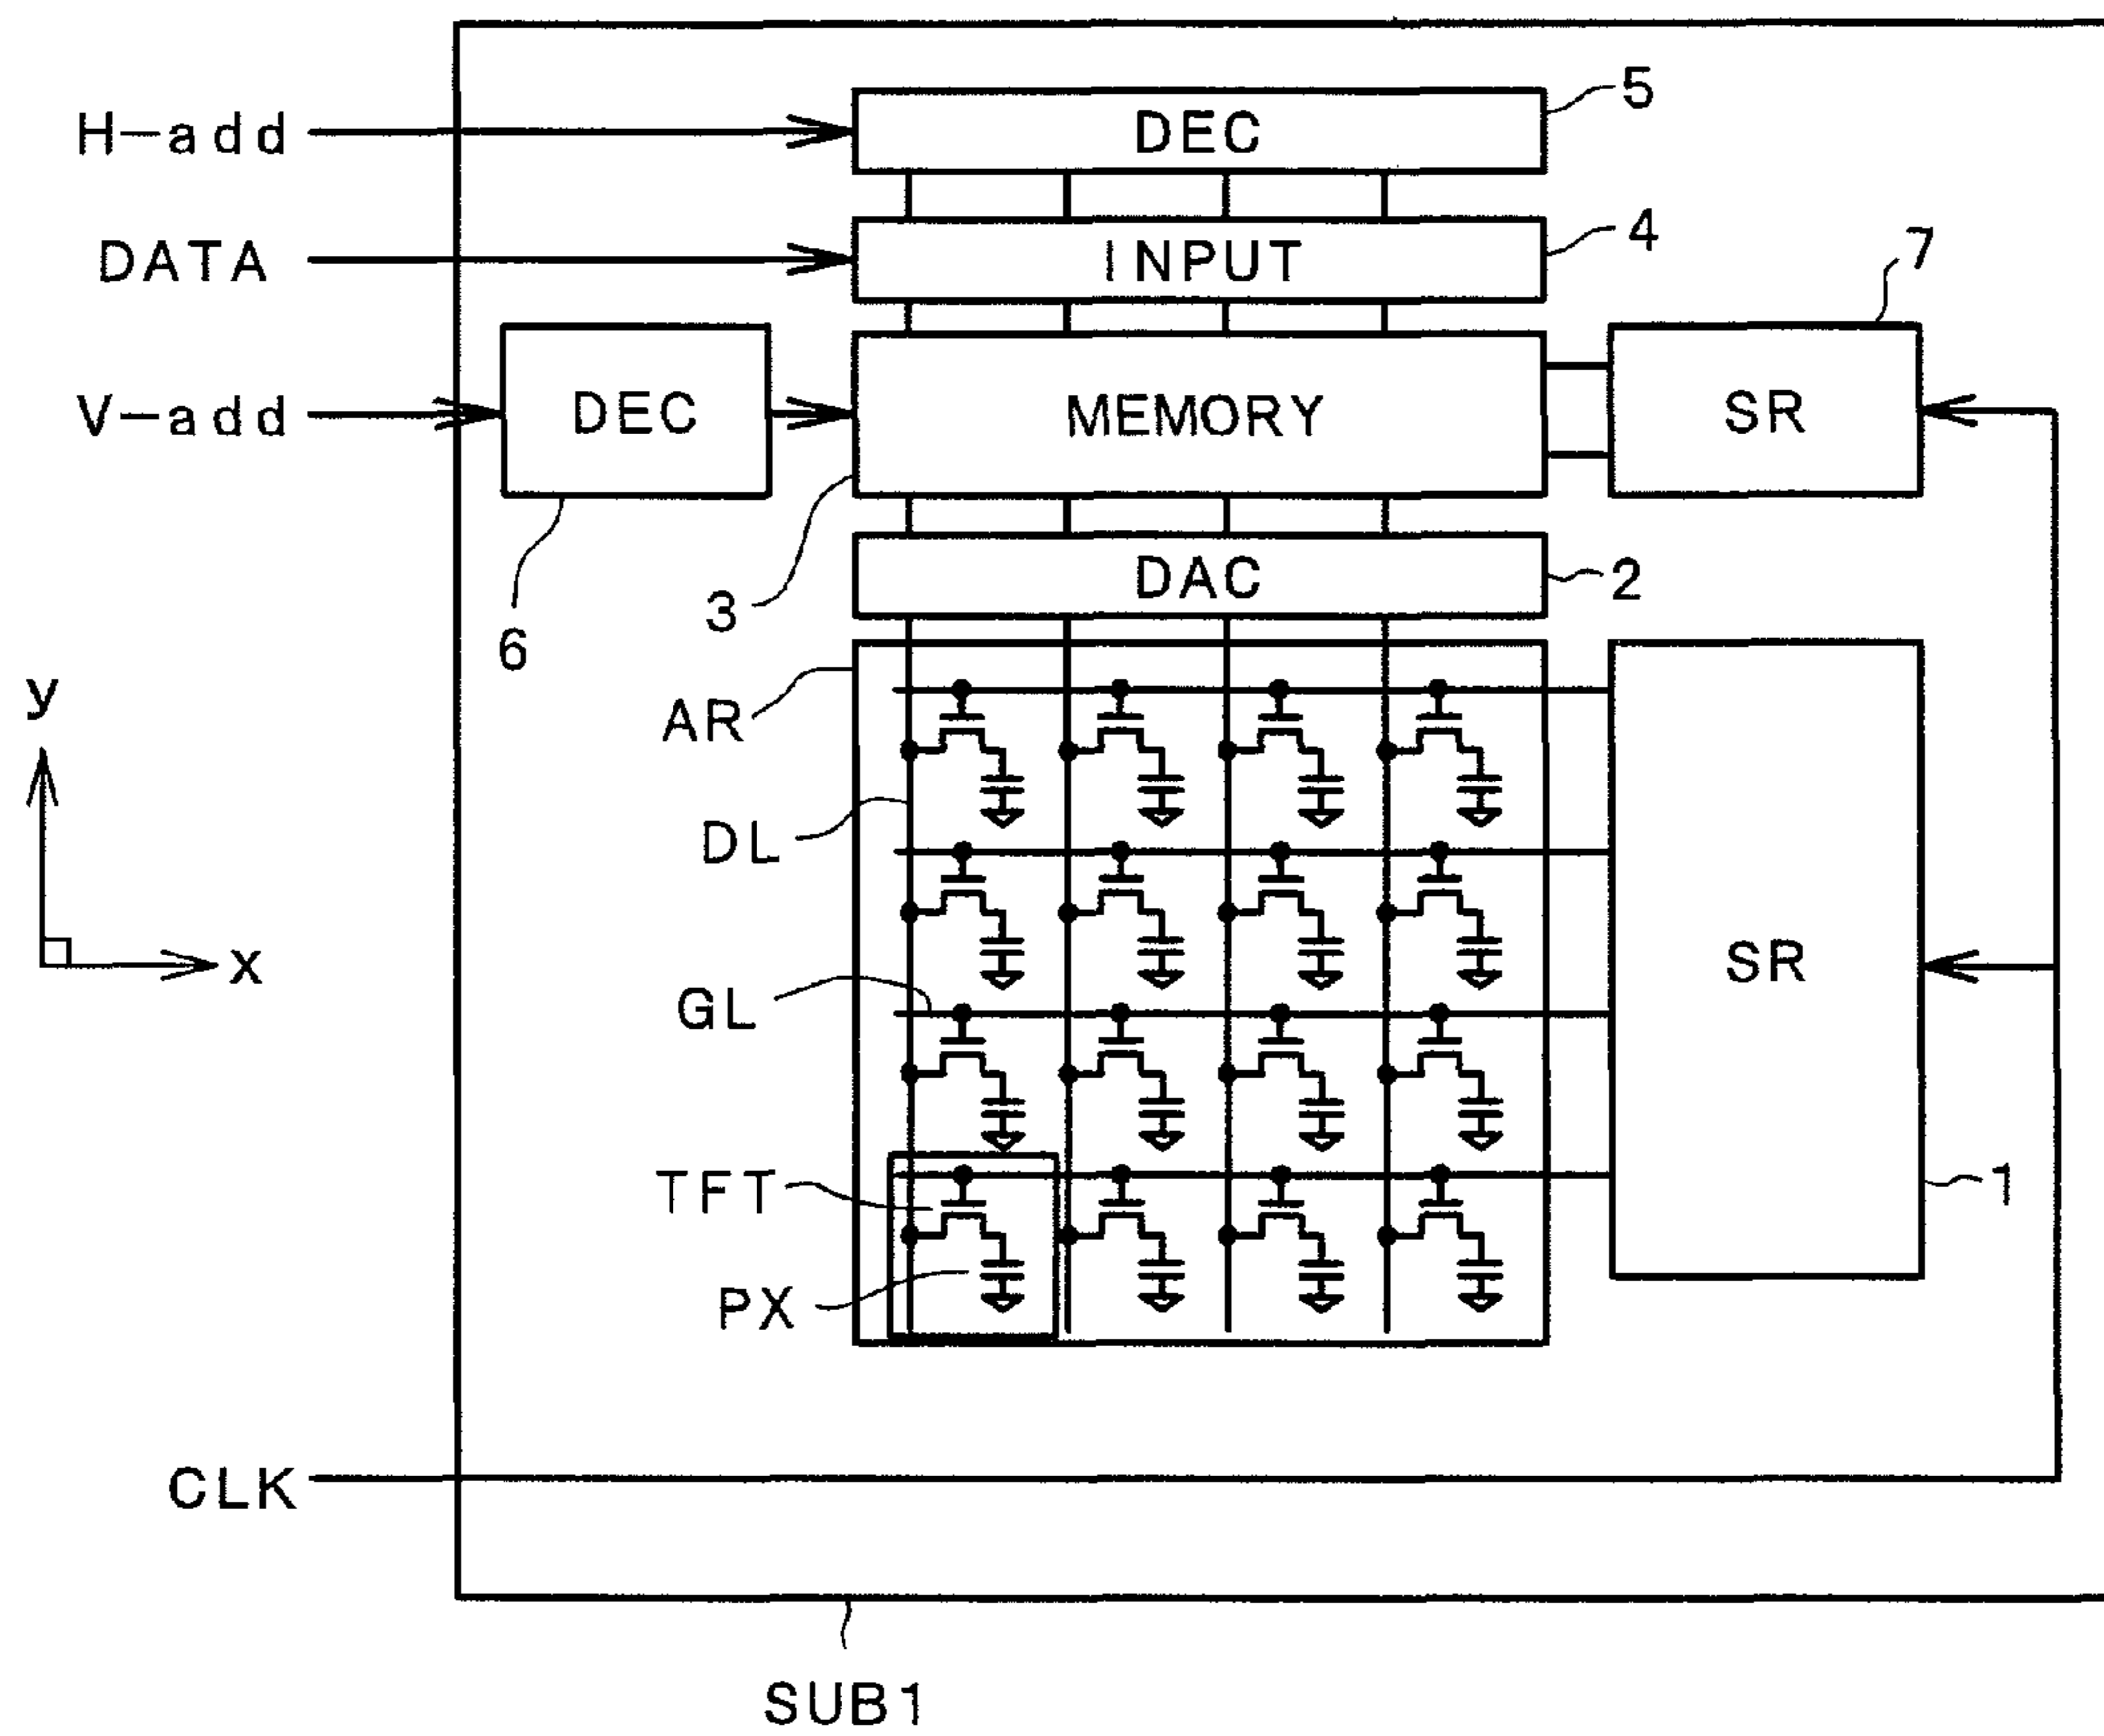 5
H-add
DEC
4
DATA
INPUT
7
V-add
DEC
MEMORY
SR
3
DAC
2
6
y
AR
DL
x
SR
GL
TFT
1
PX
CLK
SUB1